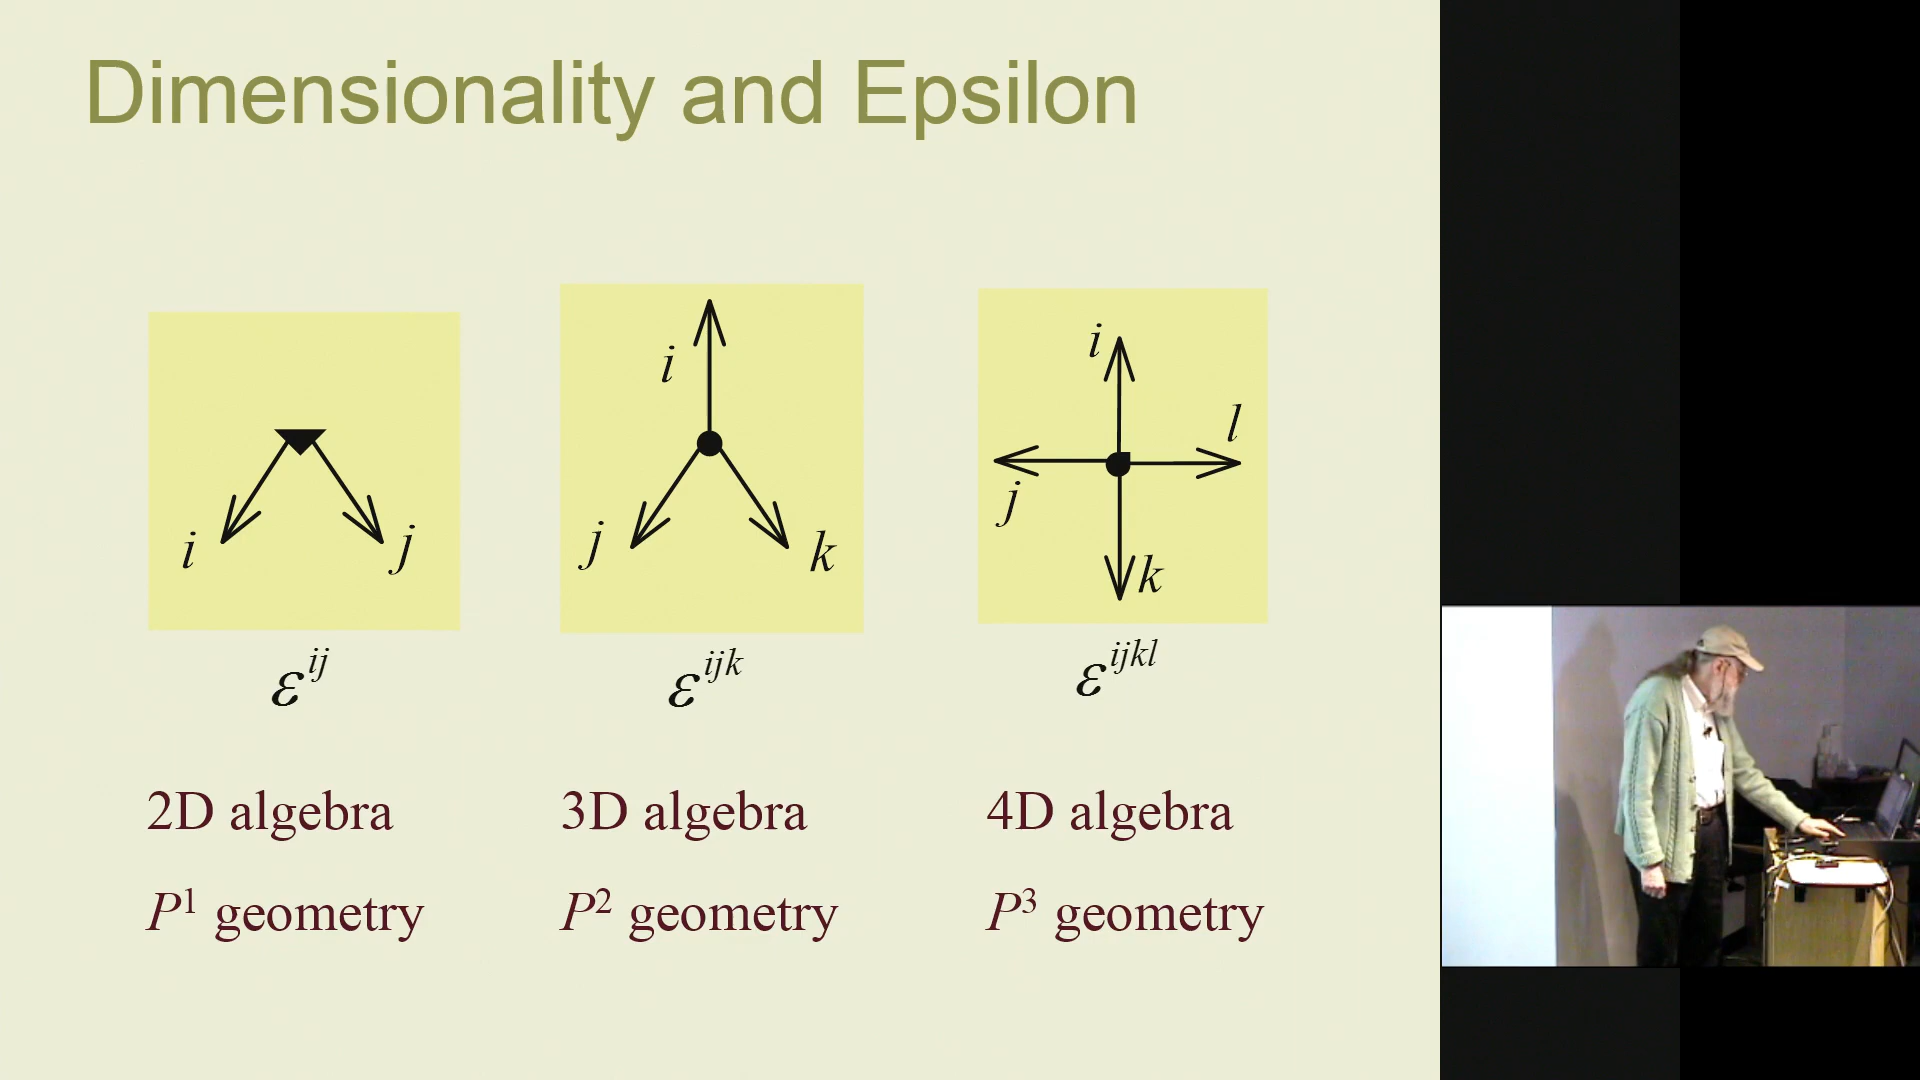 Dimensionality and Epsilon
i
j
ε^{ij}
i
j
k
ε^{ijk}
i
l
j
k
ε^{ijkl}
2D algebra
3D algebra
4D algebra
P¹ geometry
P² geometry
P³ geometry